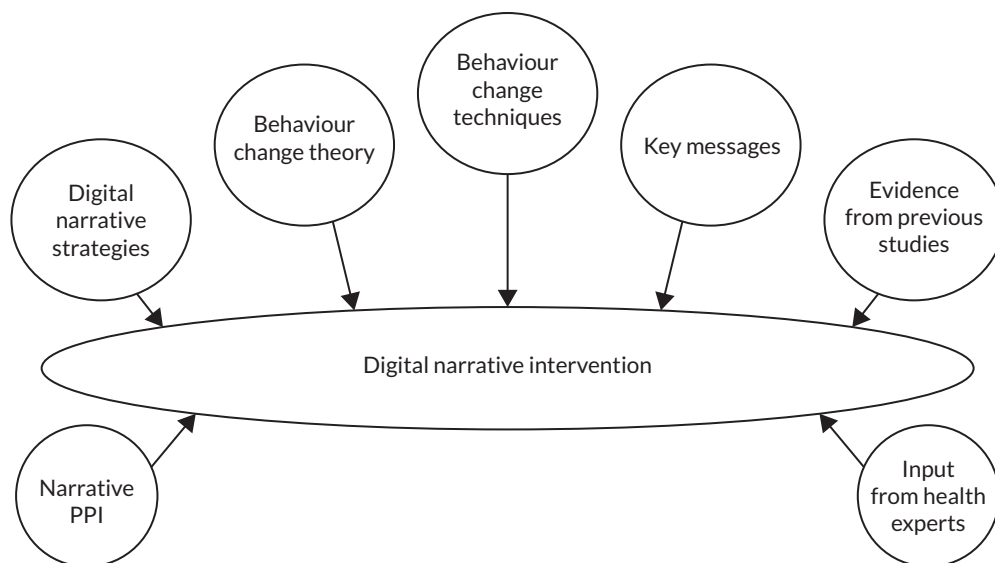 Behaviour
change
techniques
Behaviour
change theory
Key messages
Digital
narrative
strategies
Evidence
from previous
studies
Digital narrative intervention
Narrative
PPI
Input
from health
experts